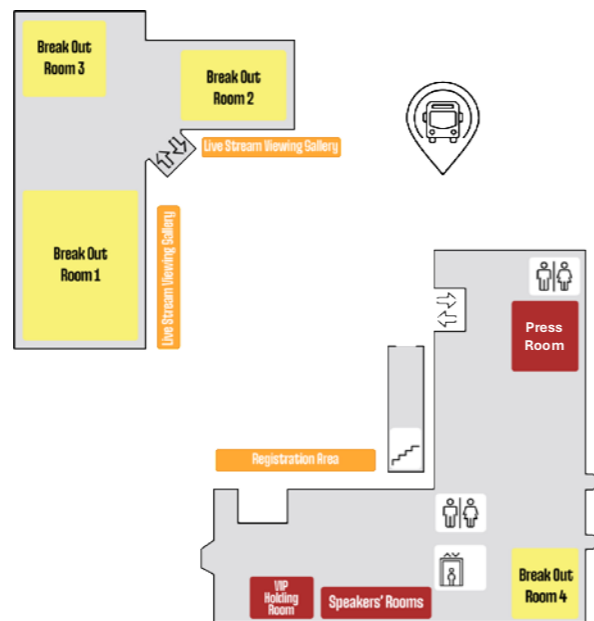 Break Out
Room 3
Break Out
Room 2
Live Stream Viewing Gallery
Break Out
Room 1
Live Stream Viewing Gallery
Press
Room
Registration Area
VIP
Holding
Room
Speakers' Rooms
Break Out
Room 4